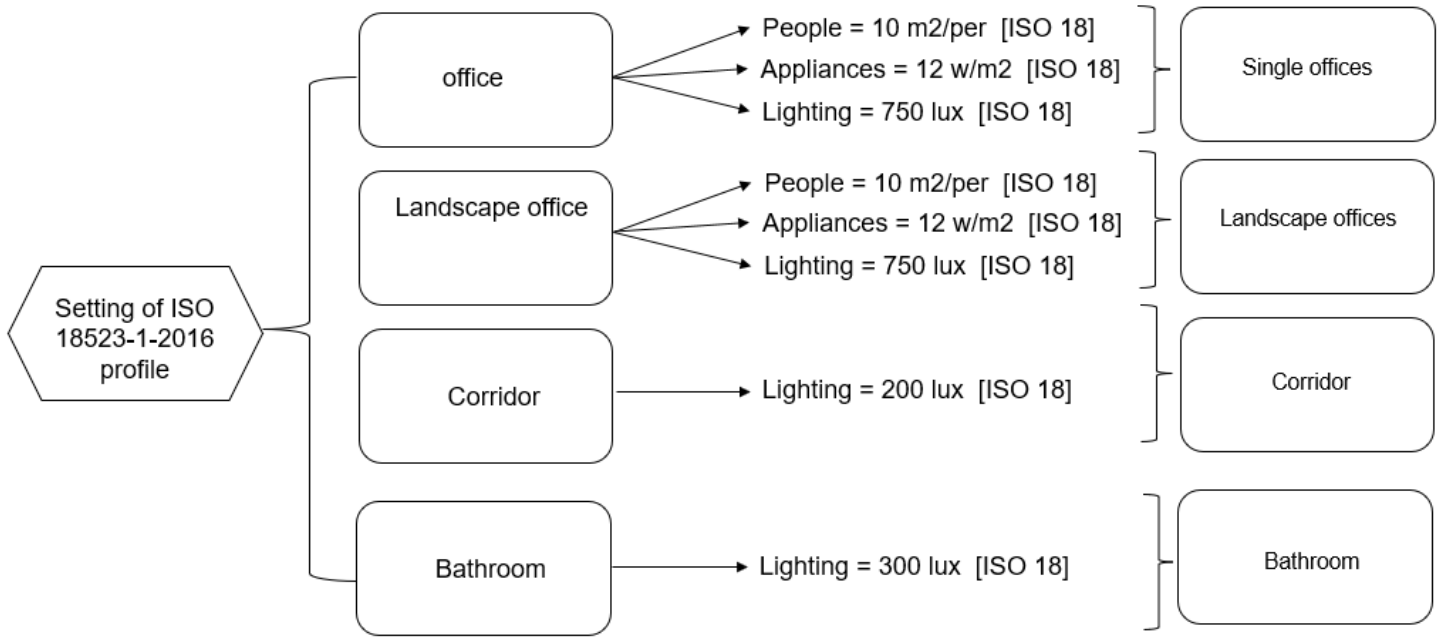 Setting of ISO
18523-1-2016
profile
office
People = 10 m2/per [ISO 18]
Appliances = 12 w/m2 [ISO 18]
Lighting = 750 lux [ISO 18]
Single offices
Landscape office
People = 10 m2/per [ISO 18]
Appliances = 12 w/m2 [ISO 18]
Lighting = 750 lux [ISO 18]
Landscape offices
Corridor
Lighting = 200 lux [ISO 18]
Corridor
Bathroom
Lighting = 300 lux [ISO 18]
Bathroom